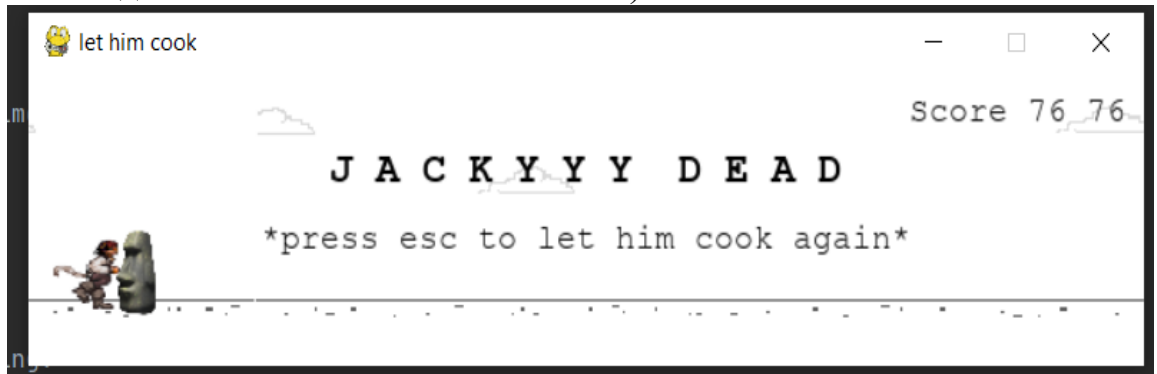 let him cook
Score 76 76
J A C K Y Y Y  D E A D
*press esc to let him cook again*